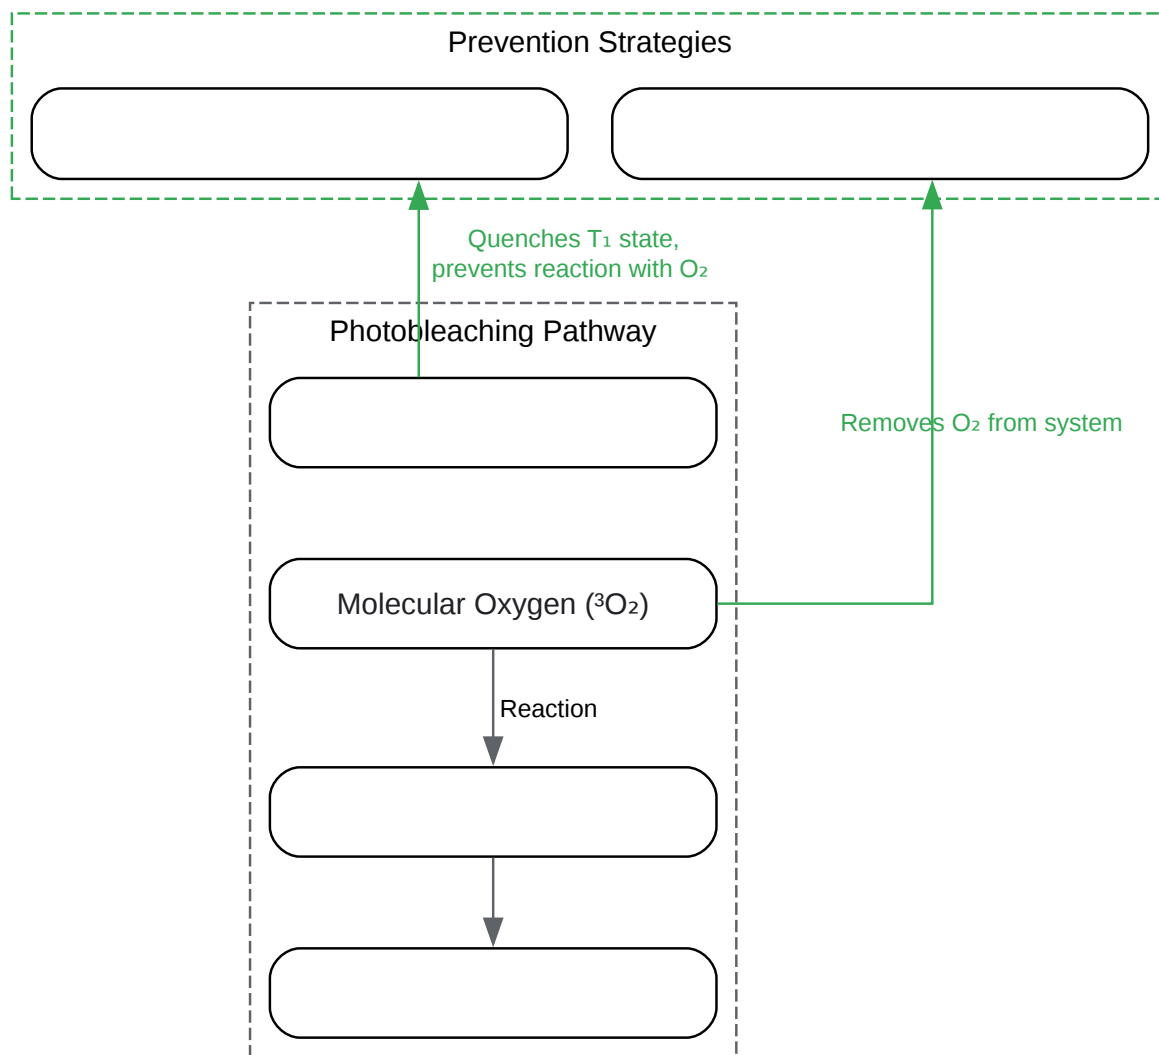 Prevention Strategies
Quenches T₁ state,
prevents reaction with O₂
Photobleaching Pathway
Removes O₂ from system
Molecular Oxygen (³O₂)
Reaction